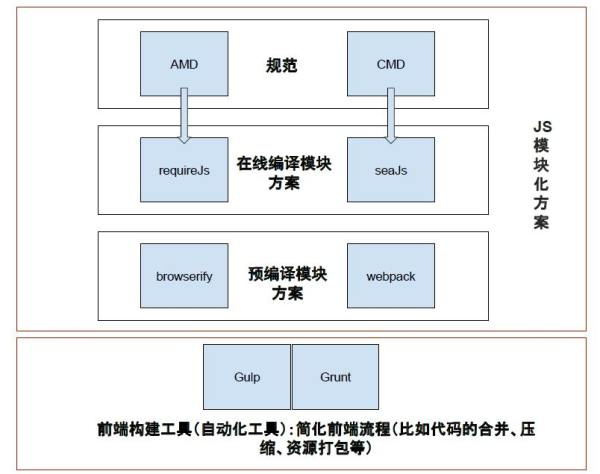 AMD
规范
CMD
requireJs
在线编译模块
方案
seaJs
browserify
预编译模块
方案
webpack
JS
模
块
化
方
案
Gulp
Grunt
前端构建工具(自动化工具):简化前端流程(比如代码的合并、压
缩、资源打包等)